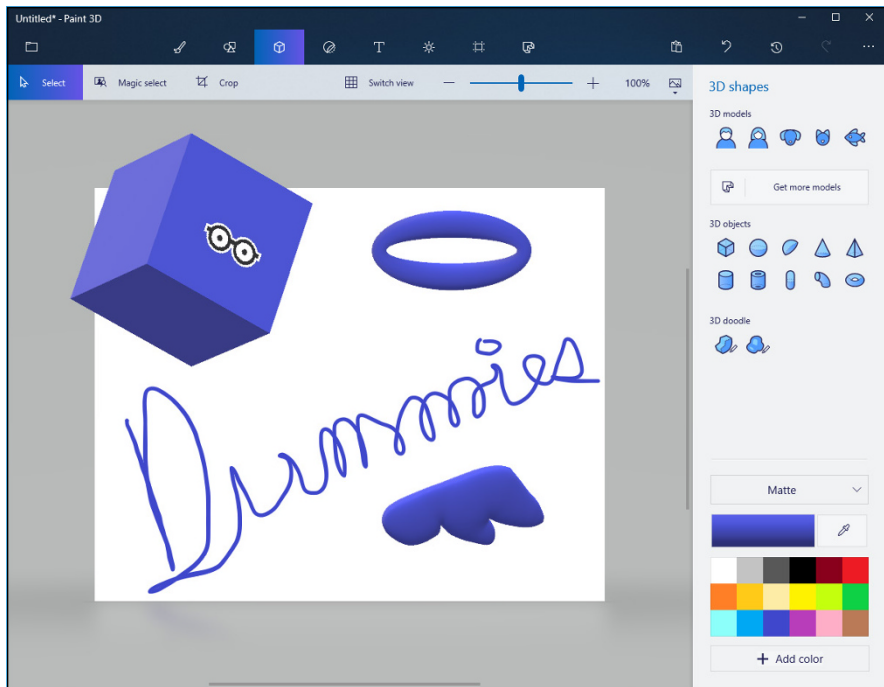 Untitled* - Paint 3D
T
Select
Magic select
Crop
Switch view
100%
3D shapes
3D models
Get more models
3D objects
3D doodle
Dummies
Matte
Add color